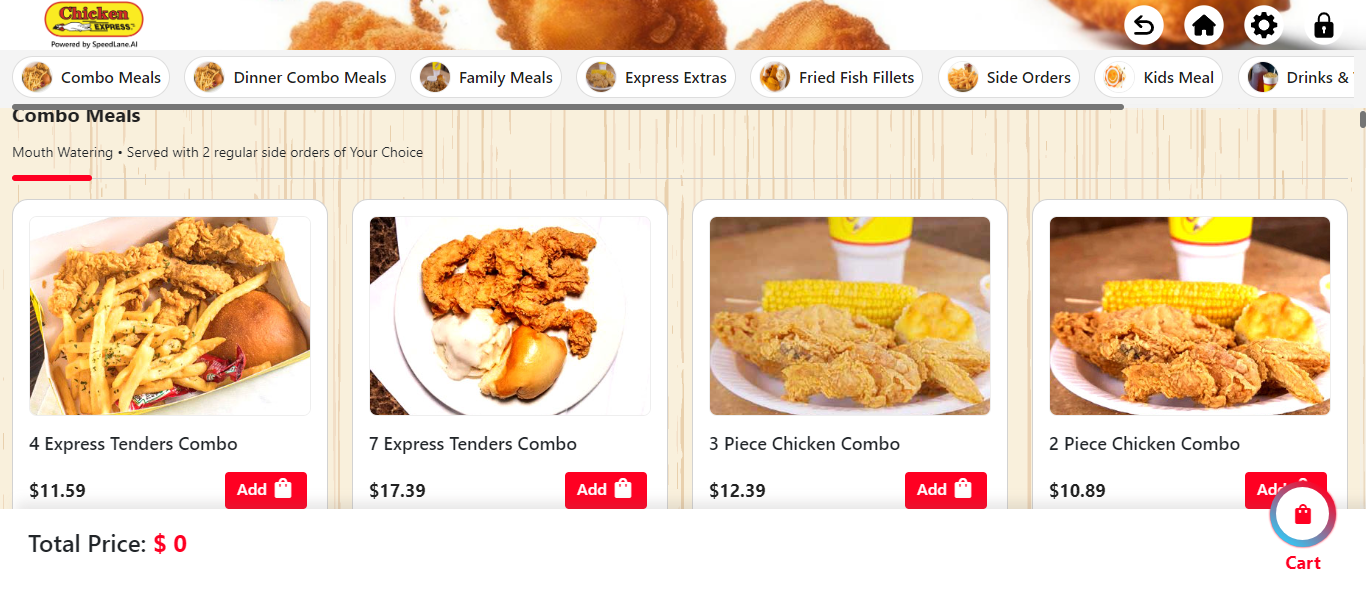 Chicken
EXPRESS
Powered by SpeedLane.AI
Combo Meals
Dinner Combo Meals
Family Meals
Express Extras
Fried Fish Fillets
Side Orders
Kids Meal
Drinks &
Combo Meals
Mouth Watering • Served with 2 regular side orders of Your Choice
4 Express Tenders Combo
$11.59
Add
7 Express Tenders Combo
$17.39
Add
3 Piece Chicken Combo
$12.39
Add
2 Piece Chicken Combo
$10.89
Add
Total Price: $ 0
Cart